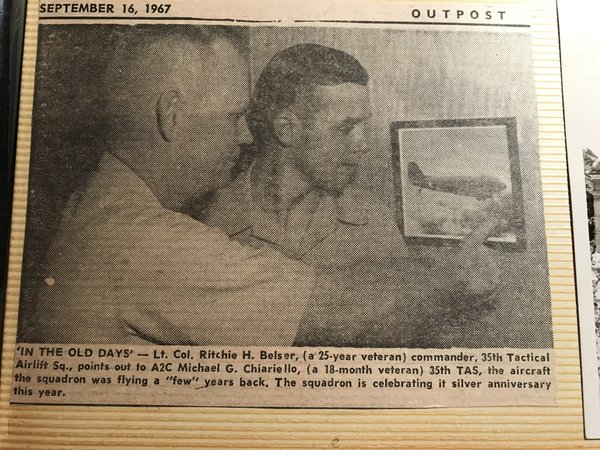 SEPTEMBER 16, 1967 OUTPOST
'IN THE OLD DAYS' — Lt. Col. Ritchie H. Belser, (a 25-year veteran) commander, 35th Tactical
Airlift Sq., points out to A2C Michael G. Chiariello, (a 18-month veteran) 35th TAS, the aircraft
the squadron was flying a "few" years back. The squadron is celebrating it silver anniversary
this year.